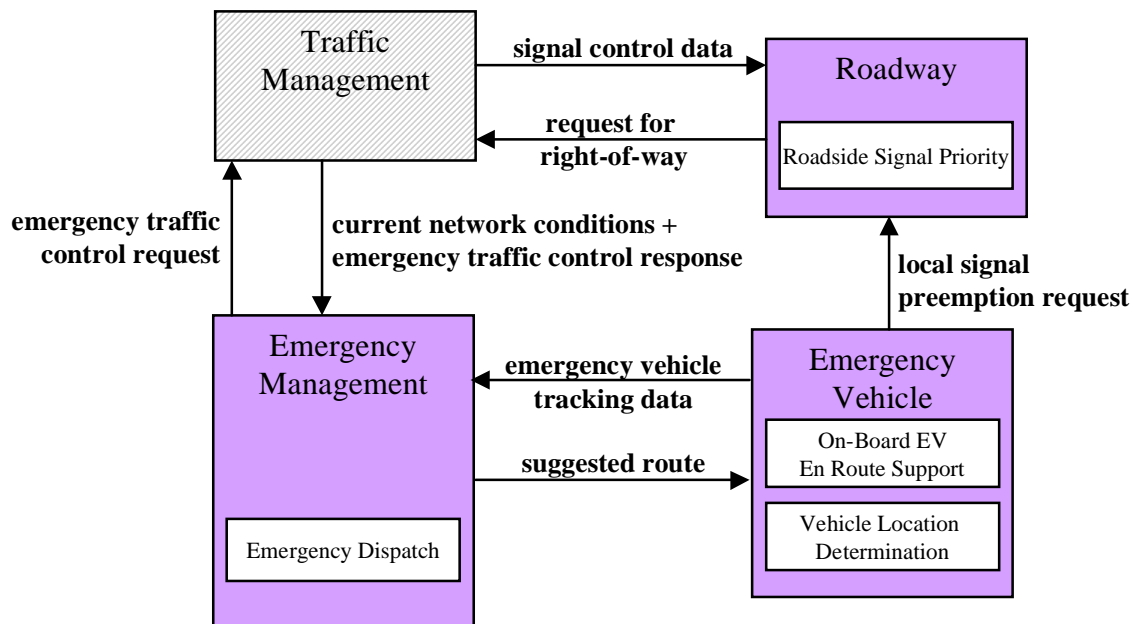 Traffic
Management
signal control data
Roadway
request for
right-of-way
Roadside Signal Priority
emergency traffic
control request
current network conditions +
emergency traffic control response
local signal
preemption request
Emergency
Management
emergency vehicle
tracking data
Emergency
Vehicle
On-Board EV
En Route Support
suggested route
Vehicle Location
Determination
Emergency Dispatch